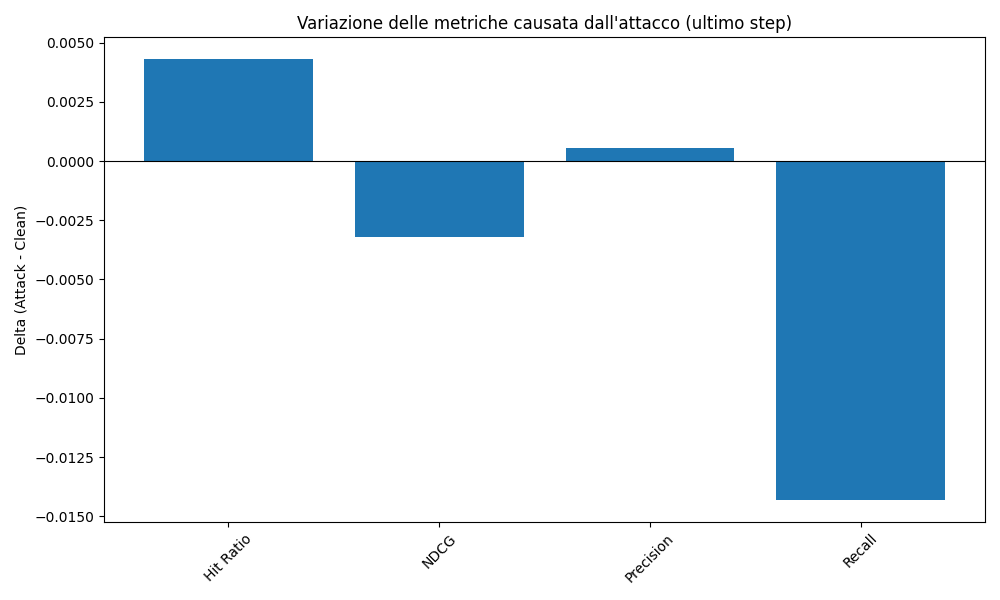 Variazione delle metriche causata dall'attacco (ultimo step)
Delta (Attack - Clean)
0.0050
0.0025
0.0000
−0.0025
−0.0050
−0.0075
−0.0100
−0.0125
−0.0150
Hit Ratio
NDCG
Precision
Recall